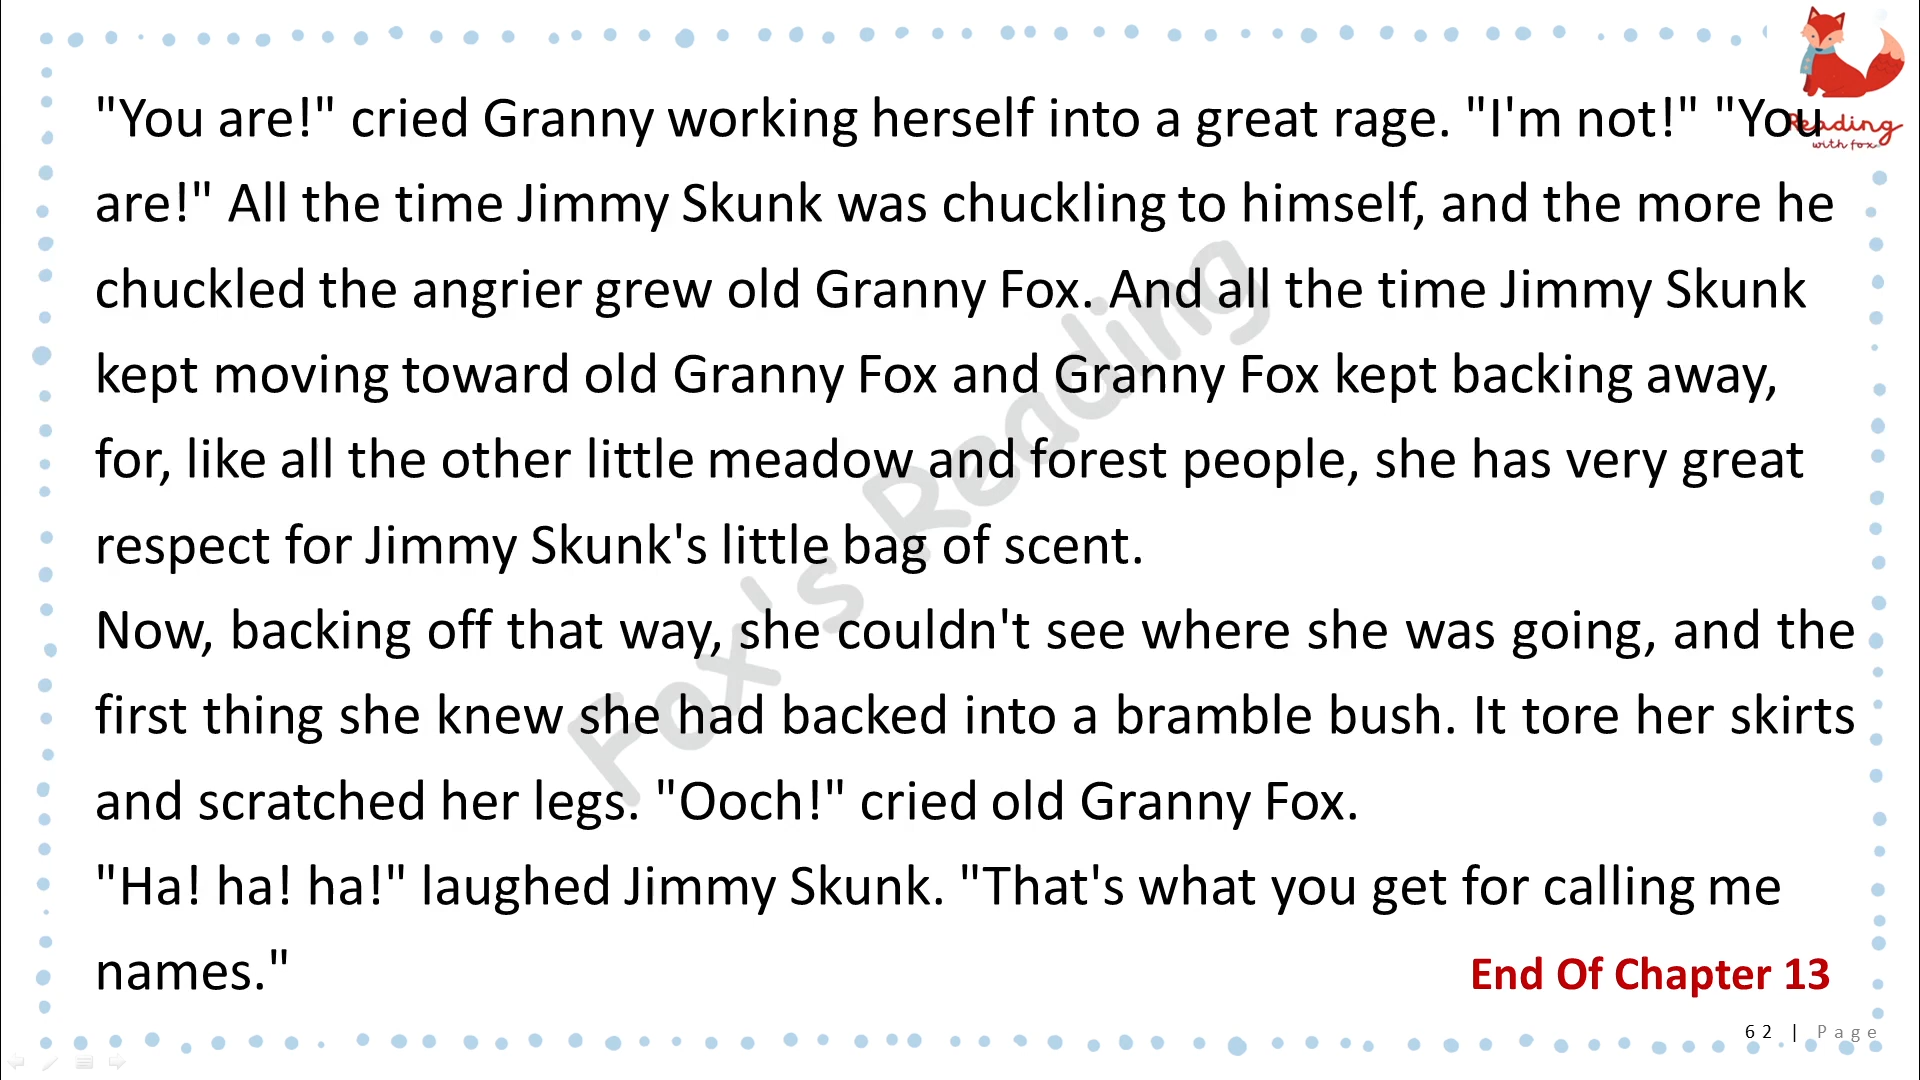 "You are!" cried Granny working herself into a great rage. "I'm not!" "You
are!" All the time Jimmy Skunk was chuckling to himself, and the more he
chuckled the angrier grew old Granny Fox. And all the time Jimmy Skunk
kept moving toward old Granny Fox and Granny Fox kept backing away,
for, like all the other little meadow and forest people, she has very great
respect for Jimmy Skunk's little bag of scent.
Now, backing off that way, she couldn't see where she was going, and the
first thing she knew she had backed into a bramble bush. It tore her skirts
and scratched her legs. "Ooch!" cried old Granny Fox.
"Ha! ha! ha!" laughed Jimmy Skunk. "That's what you get for calling me
names."
End Of Chapter 13
62 | Page
Reading
with fox
Fox's Reading